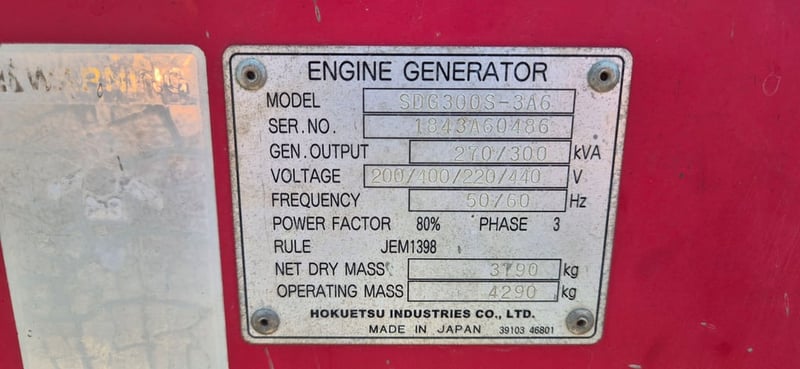 WARNING
ENGINE GENERATOR
MODEL SDG300S-3A6
SER.NO. 1843A60486
GEN.OUTPUT 270/300 kVA
VOLTAGE 200/400/220/440 V
FREQUENCY 50/60 Hz
POWER FACTOR 80% PHASE 3
RULE JEM1398
NET DRY MASS 3790 kg
OPERATING MASS 4290 kg
HOKUETSU INDUSTRIES CO., LTD.
MADE IN JAPAN 39103 46801